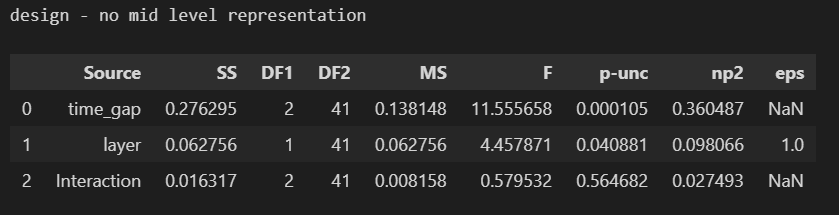 design - no mid level representation
Source SS DF1 DF2 MS F p-unc np2 eps
0 time_gap 0.276295 2 41 0.138148 11.555658 0.000105 0.360487 NaN
1 layer 0.062756 1 41 0.062756 4.457871 0.040881 0.098066 1.0
2 Interaction 0.016317 2 41 0.008158 0.579532 0.564682 0.027493 NaN